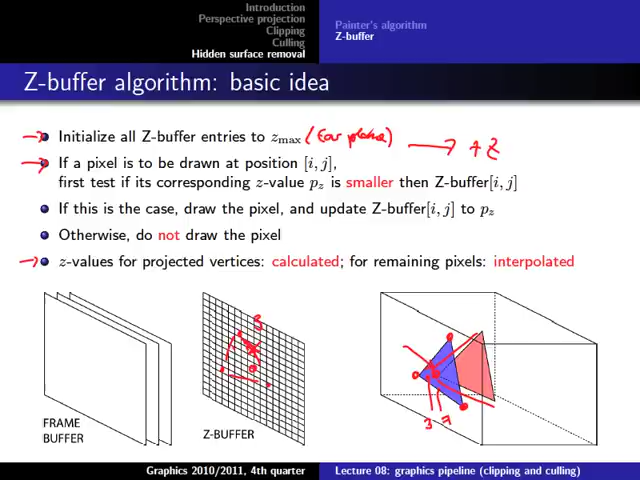 Introduction
Perspective projection
Clipping
Culling
Hidden surface removal
Painter's algorithm
Z-buffer
Z-buffer algorithm: basic idea
Initialize all Z-buffer entries to zmax (far plane)
→ +Z
If a pixel is to be drawn at position [i, j],
first test if its corresponding z-value pz is smaller then Z-buffer[i, j]
If this is the case, draw the pixel, and update Z-buffer[i, j] to pz
Otherwise, do not draw the pixel
z-values for projected vertices: calculated; for remaining pixels: interpolated
3
FRAME
BUFFER
Z-BUFFER
3 7
Graphics 2010/2011, 4th quarter
Lecture 08: graphics pipeline (clipping and culling)